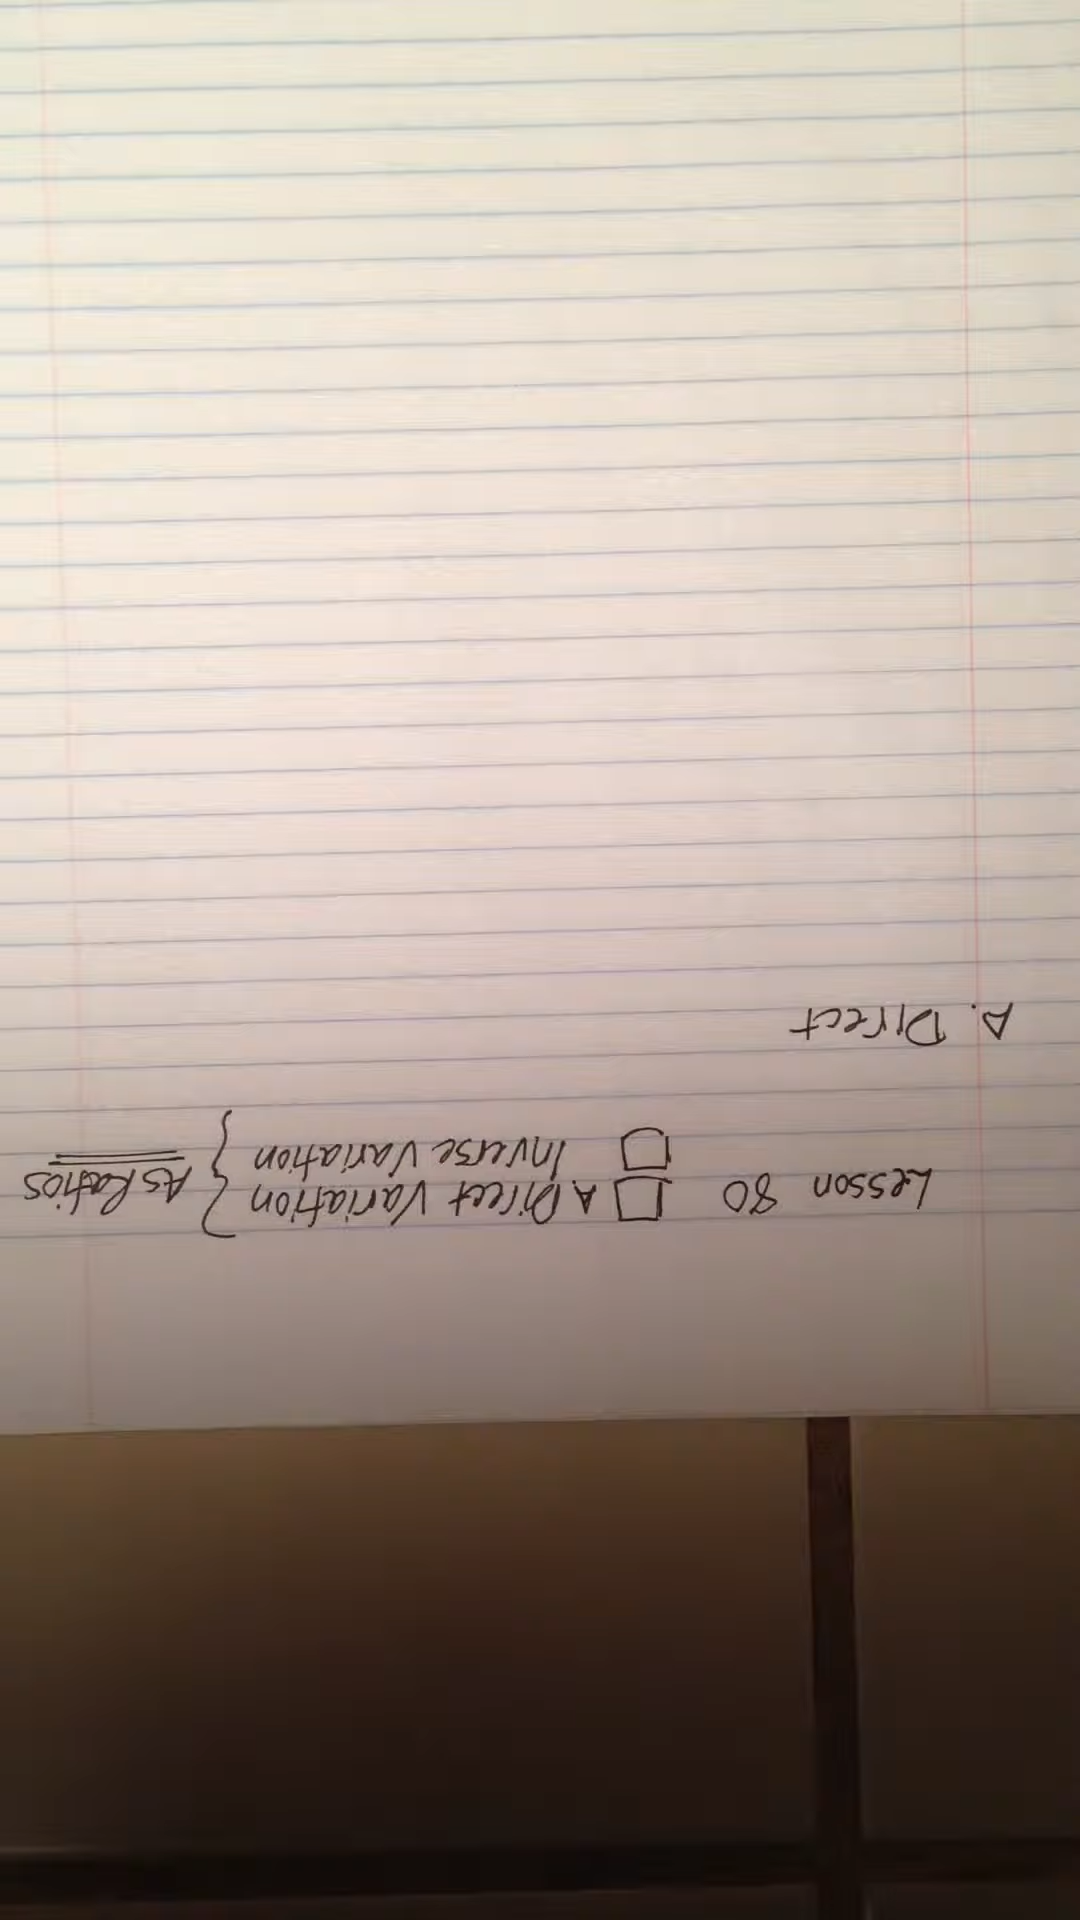 Lesson 80 □ A Direct Variation } As Ratios
□ Inverse Variation
A. Direct